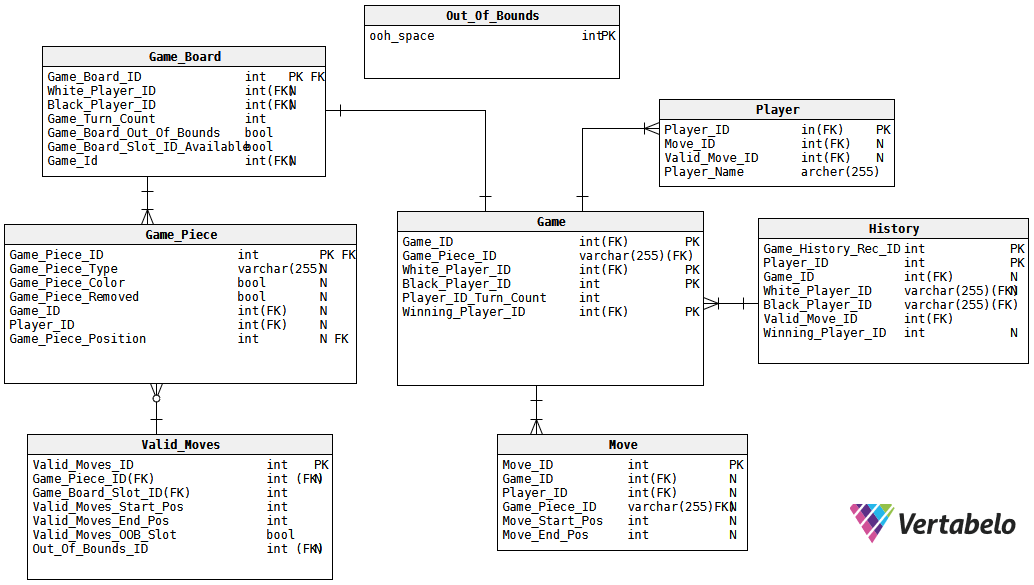 Out_Of_Bounds
ooh_space intPK
Game_Board
Game_Board_ID int PK FK
White_Player_ID int(FK)N
Black_Player_ID int(FK)N
Game_Turn_Count int
Game_Board_Out_Of_Bounds bool
Game_Board_Slot_ID_Available bool
Game_Id int(FK)N
Player
Player_ID in(FK) PK
Move_ID int(FK) N
Valid_Move_ID int(FK) N
Player_Name archer(255)
Game_Piece
Game_Piece_ID int PK FK
Game_Piece_Type varchar(255)N
Game_Piece_Color bool N
Game_Piece_Removed bool N
Game_ID int(FK) N
Player_ID int(FK) N
Game_Piece_Position int N FK
Game
Game_ID int(FK) PK
Game_Piece_ID varchar(255)(FK)
White_Player_ID int(FK) PK
Black_Player_ID int PK
Player_ID_Turn_Count int
Winning_Player_ID int(FK) PK
History
Game_History_Rec_ID int PK
Player_ID int PK
Game_ID int(FK) N
White_Player_ID varchar(255)(FK)N
Black_Player_ID varchar(255)(FK)
Valid_Move_ID int(FK)
Winning_Player_ID int N
Valid_Moves
Valid_Moves_ID int PK
Game_Piece_ID(FK) int (FK)N
Game_Board_Slot_ID(FK) int
Valid_Moves_Start_Pos int
Valid_Moves_End_Pos int
Valid_Moves_OOB_Slot bool
Out_Of_Bounds_ID int (FK)N
Move
Move_ID int PK
Game_ID int(FK) N
Player_ID int(FK) N
Game_Piece_ID varchar(255)FK)N
Move_Start_Pos int N
Move_End_Pos int N
Vertabelo